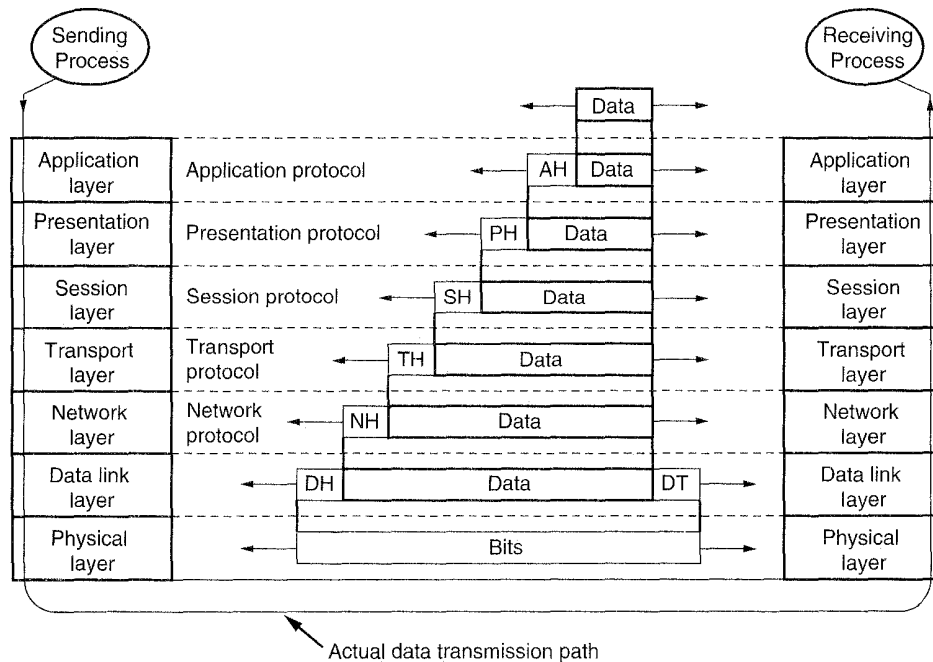 Sending
Process
Receiving
Process
Data
Application
layer
Application protocol
AH
Data
Application
layer
Presentation
layer
Presentation protocol
PH
Data
Presentation
layer
Session
layer
Session protocol
SH
Data
Session
layer
Transport
layer
Transport
protocol
TH
Data
Transport
layer
Network
layer
Network
protocol
NH
Data
Network
layer
Data link
layer
DH
Data
DT
Data link
layer
Physical
layer
Bits
Physical
layer
Actual data transmission path